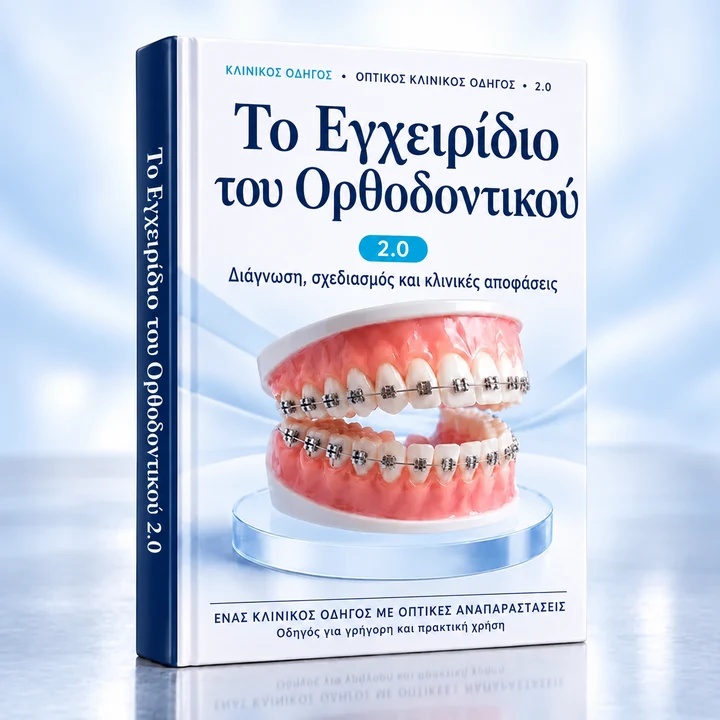 ΚΛΙΝΙΚΟΣ ΟΔΗΓΟΣ • ΟΠΤΙΚΟΣ ΚΛΙΝΙΚΟΣ ΟΔΗΓΟΣ • 2.0
Το Εγχειρίδιο
του Ορθοδοντικού
2.0
Διάγνωση, σχεδιασμός και κλινικές αποφάσεις
ΕΝΑΣ ΚΛΙΝΙΚΟΣ ΟΔΗΓΟΣ ΜΕ ΟΠΤΙΚΕΣ ΑΝΑΠΑΡΑΣΤΑΣΕΙΣ
Οδηγός για γρήγορη και πρακτική χρήση
Το Εγχειρίδιο του Ορθοδοντικού 2.0